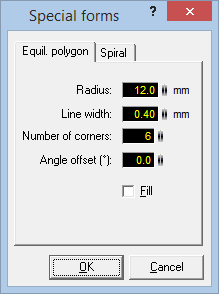 Special forms ?
Equil. polygon Spiral
Radius: 12.0 mm
Line width: 0.40 mm
Number of corners: 6
Angle offset (°): 0.0
Fill
OK Cancel